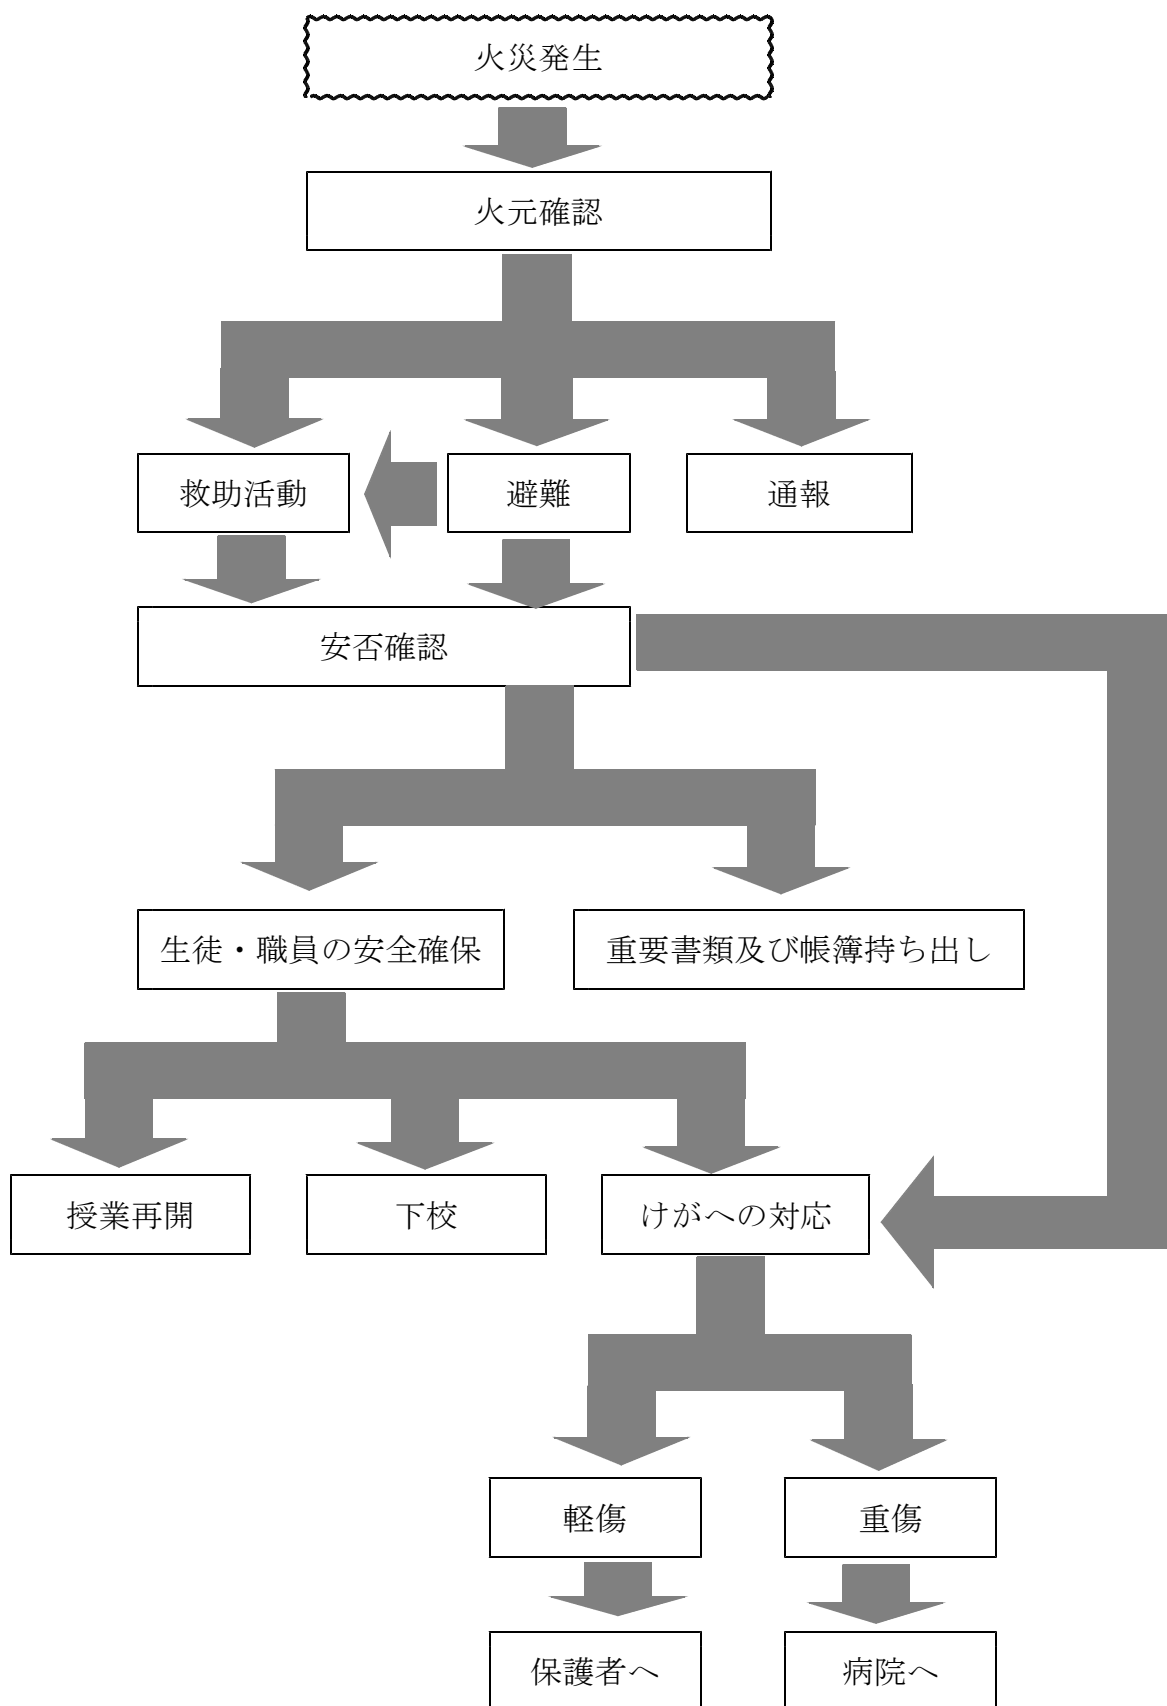 火災発生
火元確認
救助活動
避難
通報
安否確認
生徒・職員の安全確保
重要書類及び帳簿持ち出し
授業再開
下校
けがへの対応
軽傷
重傷
保護者へ
病院へ